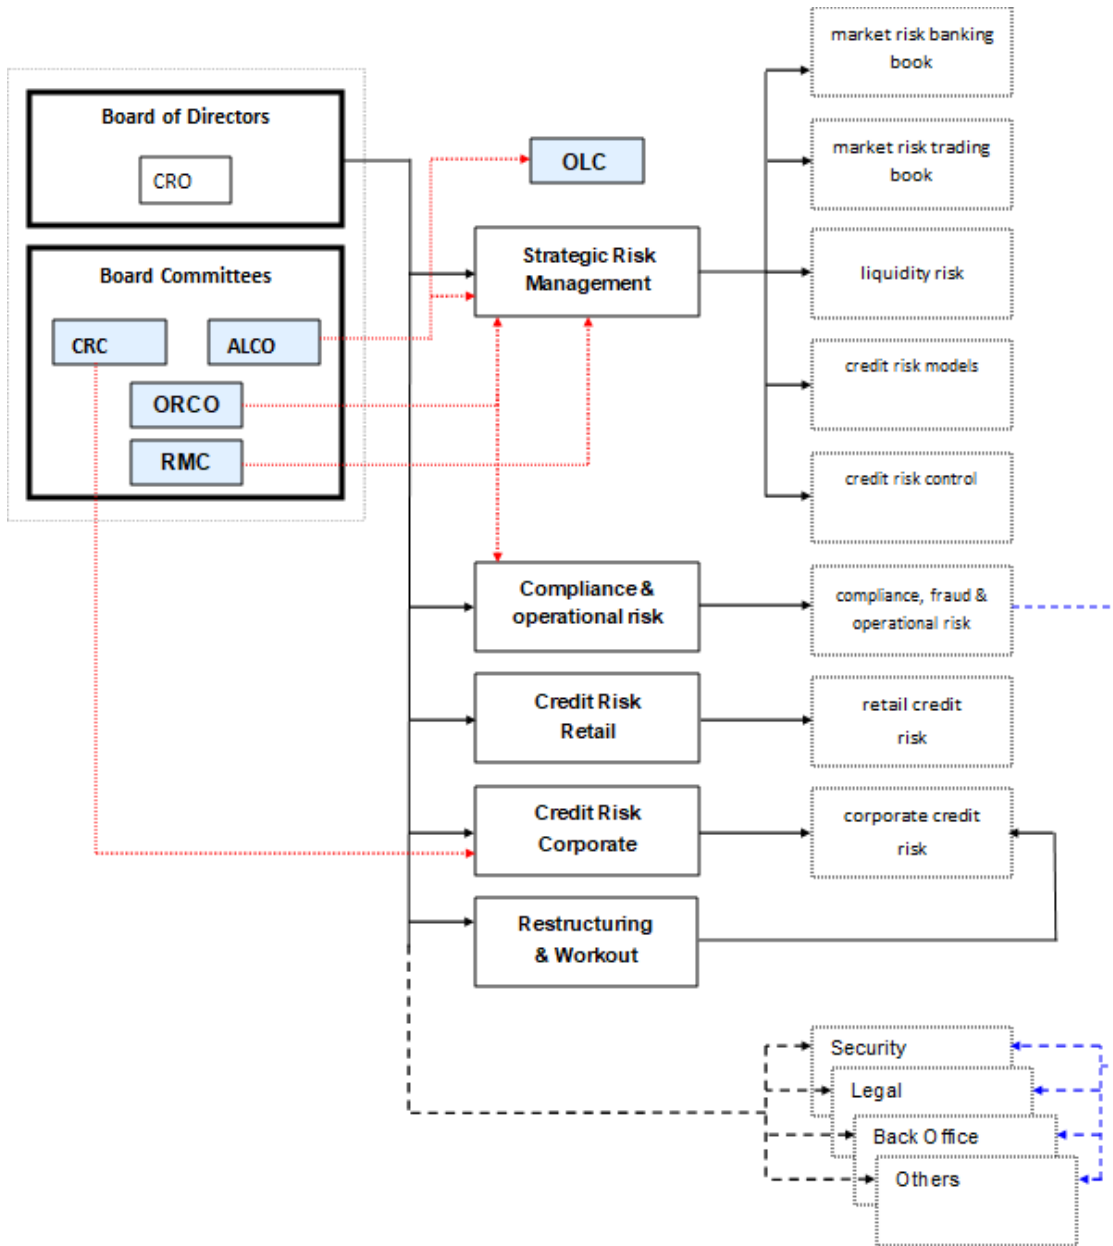 Board of Directors
CRO
Board Committees
CRC
ALCO
ORCO
RMC
OLC
Strategic Risk
Management
Compliance &
operational risk
Credit Risk
Retail
Credit Risk
Corporate
Restructuring
& Workout
market risk banking
book
market risk trading
book
liquidity risk
credit risk models
credit risk control
compliance, fraud &
operational risk
retail credit
risk
corporate credit
risk
Security
Legal
Back Office
Others